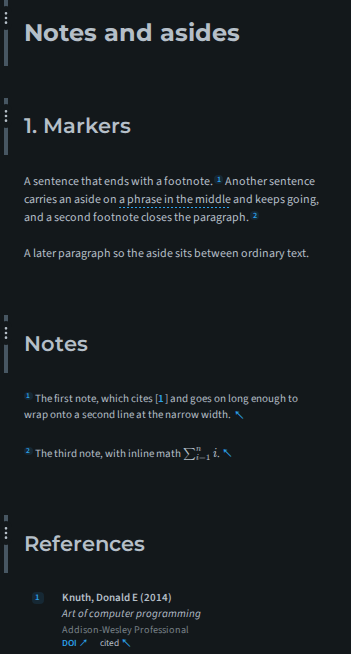 Notes and asides
1. Markers
A sentence that ends with a footnote. 1 Another sentence
carries an aside on a phrase in the middle and keeps going,
and a second footnote closes the paragraph. 2
A later paragraph so the aside sits between ordinary text.
Notes
1 The first note, which cites [1] and goes on long enough to
wrap onto a second line at the narrow width. ↖
2 The third note, with inline math ∑ⁿᵢ₋₁ i. ↖
References
1 Knuth, Donald E (2014)
Art of computer programming
Addison-Wesley Professional
DOI ↗ cited ↖